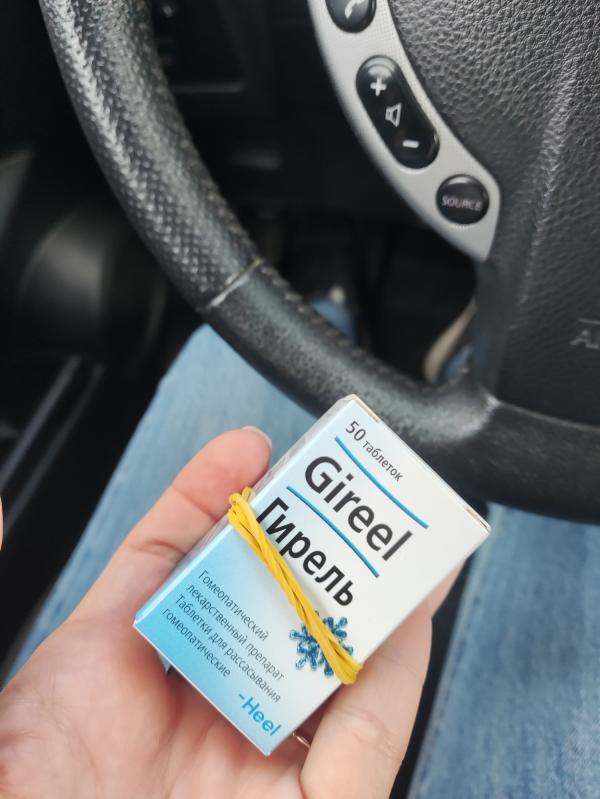 SOURCE
50 таблеток
Gireel
Гирель
Гомеопатический
лекарственный препарат
Таблетки для рассасывания
гомеопатические
-Heel